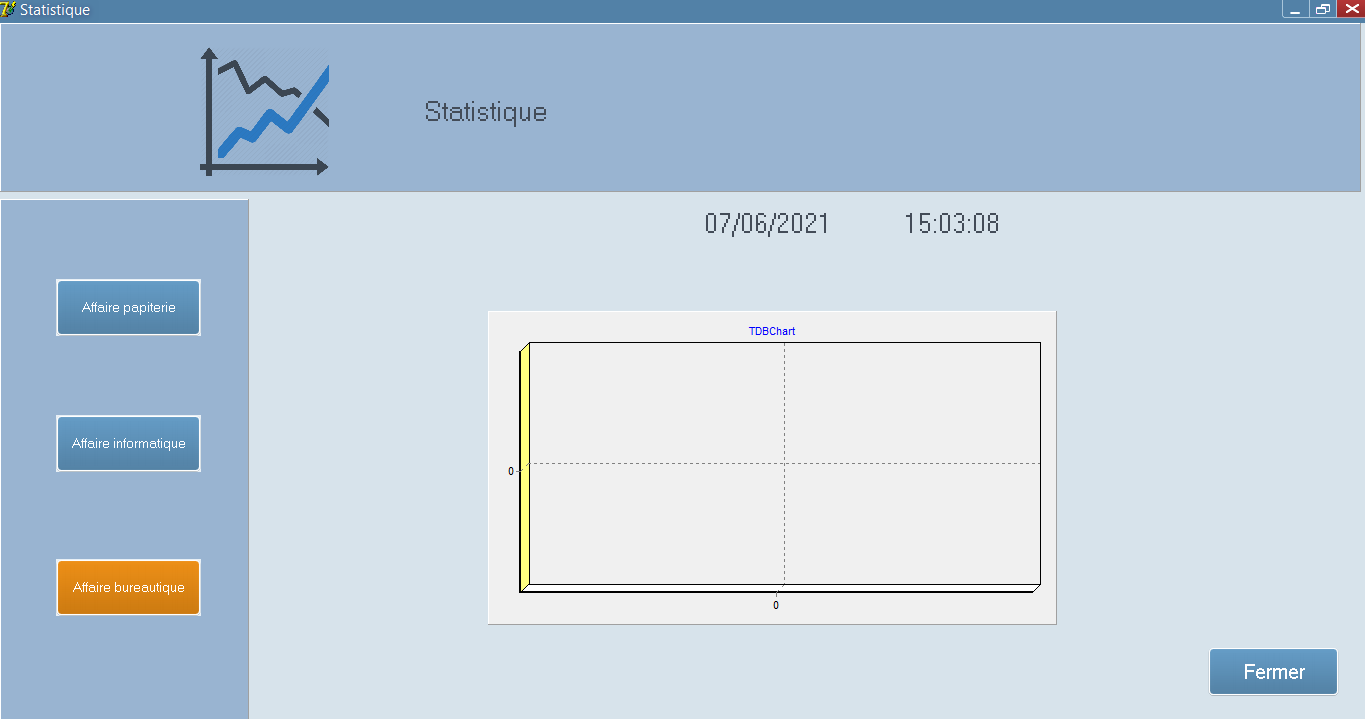 Statistique
Statistique
07/06/2021 15:03:08
Affaire papiterie
TDBChart
Affaire informatique
0
Affaire bureautique
0
Fermer